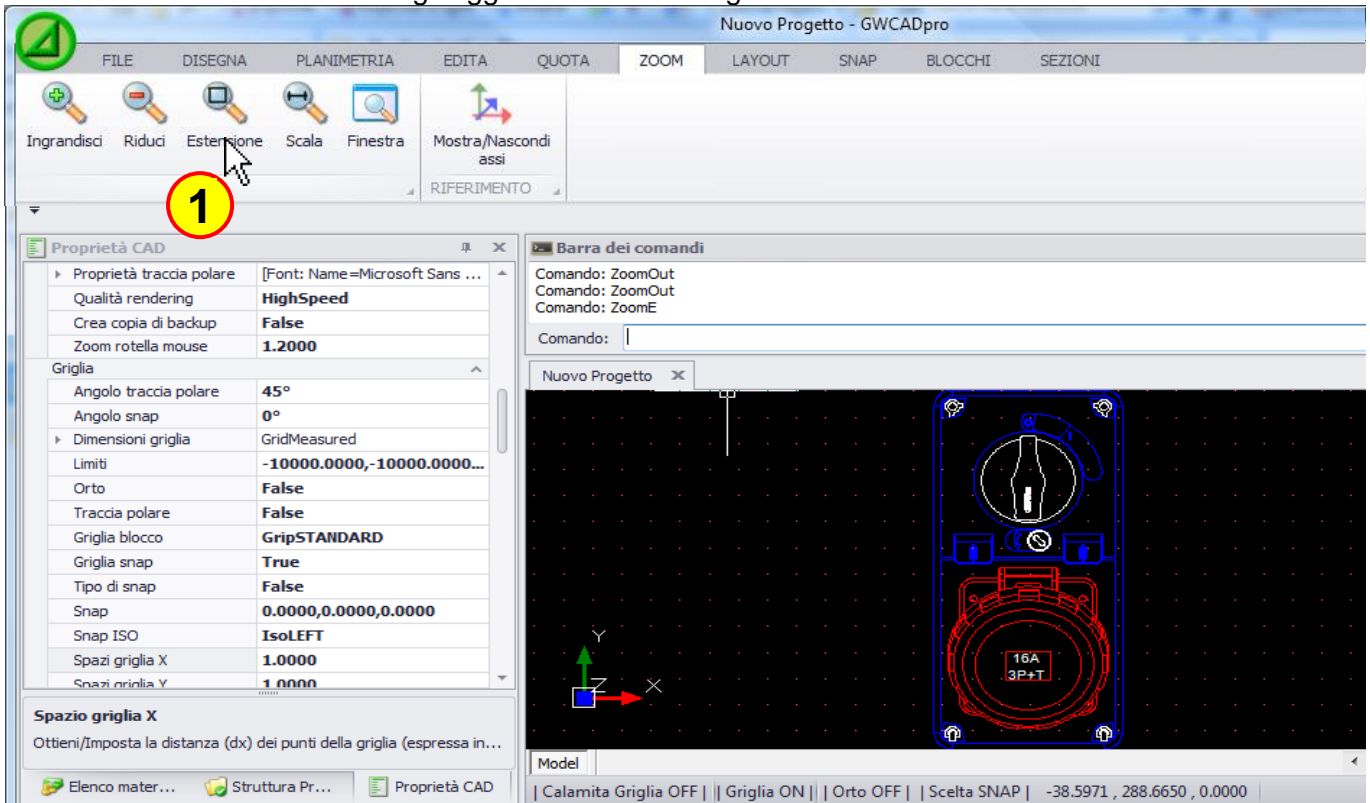 Nuovo Progetto - GWCADpro
FILE DISEGNA PLANIMETRIA EDITA QUOTA ZOOM LAYOUT SNAP BLOCCHI SEZIONI
Ingrandisci Riduci Estensione Scala Finestra Mostra/Nascondi assi
RIFERIMENTO
1
Proprietà CAD
Proprietà traccia polare [Font: Name=Microsoft Sans ...
Qualità rendering HighSpeed
Crea copia di backup False
Zoom rotella mouse 1.2000
Griglia
Angolo traccia polare 45°
Angolo snap 0°
Dimensioni griglia GridMeasured
Limiti -10000.0000,-10000.0000...
Orto False
Traccia polare False
Griglia blocco GripSTANDARD
Griglia snap True
Tipo di snap False
Snap 0.0000,0.0000,0.0000
Snap ISO IsoLEFT
Spazi griglia X 1.0000
Spazi griglia Y 1.0000
Spazio griglia X
Ottieni/Imposta la distanza (dx) dei punti della griglia (espressa in...
Elenco mater... Struttura Pr... Proprietà CAD
Barra dei comandi
Comando: ZoomOut
Comando: ZoomOut
Comando: ZoomE
Comando:
Nuovo Progetto
16A
3P+T
Y
Z X
Model
| Calamita Griglia OFF | | Griglia ON | | Orto OFF | | Scelta SNAP | -38.5971 , 288.6650 , 0.0000